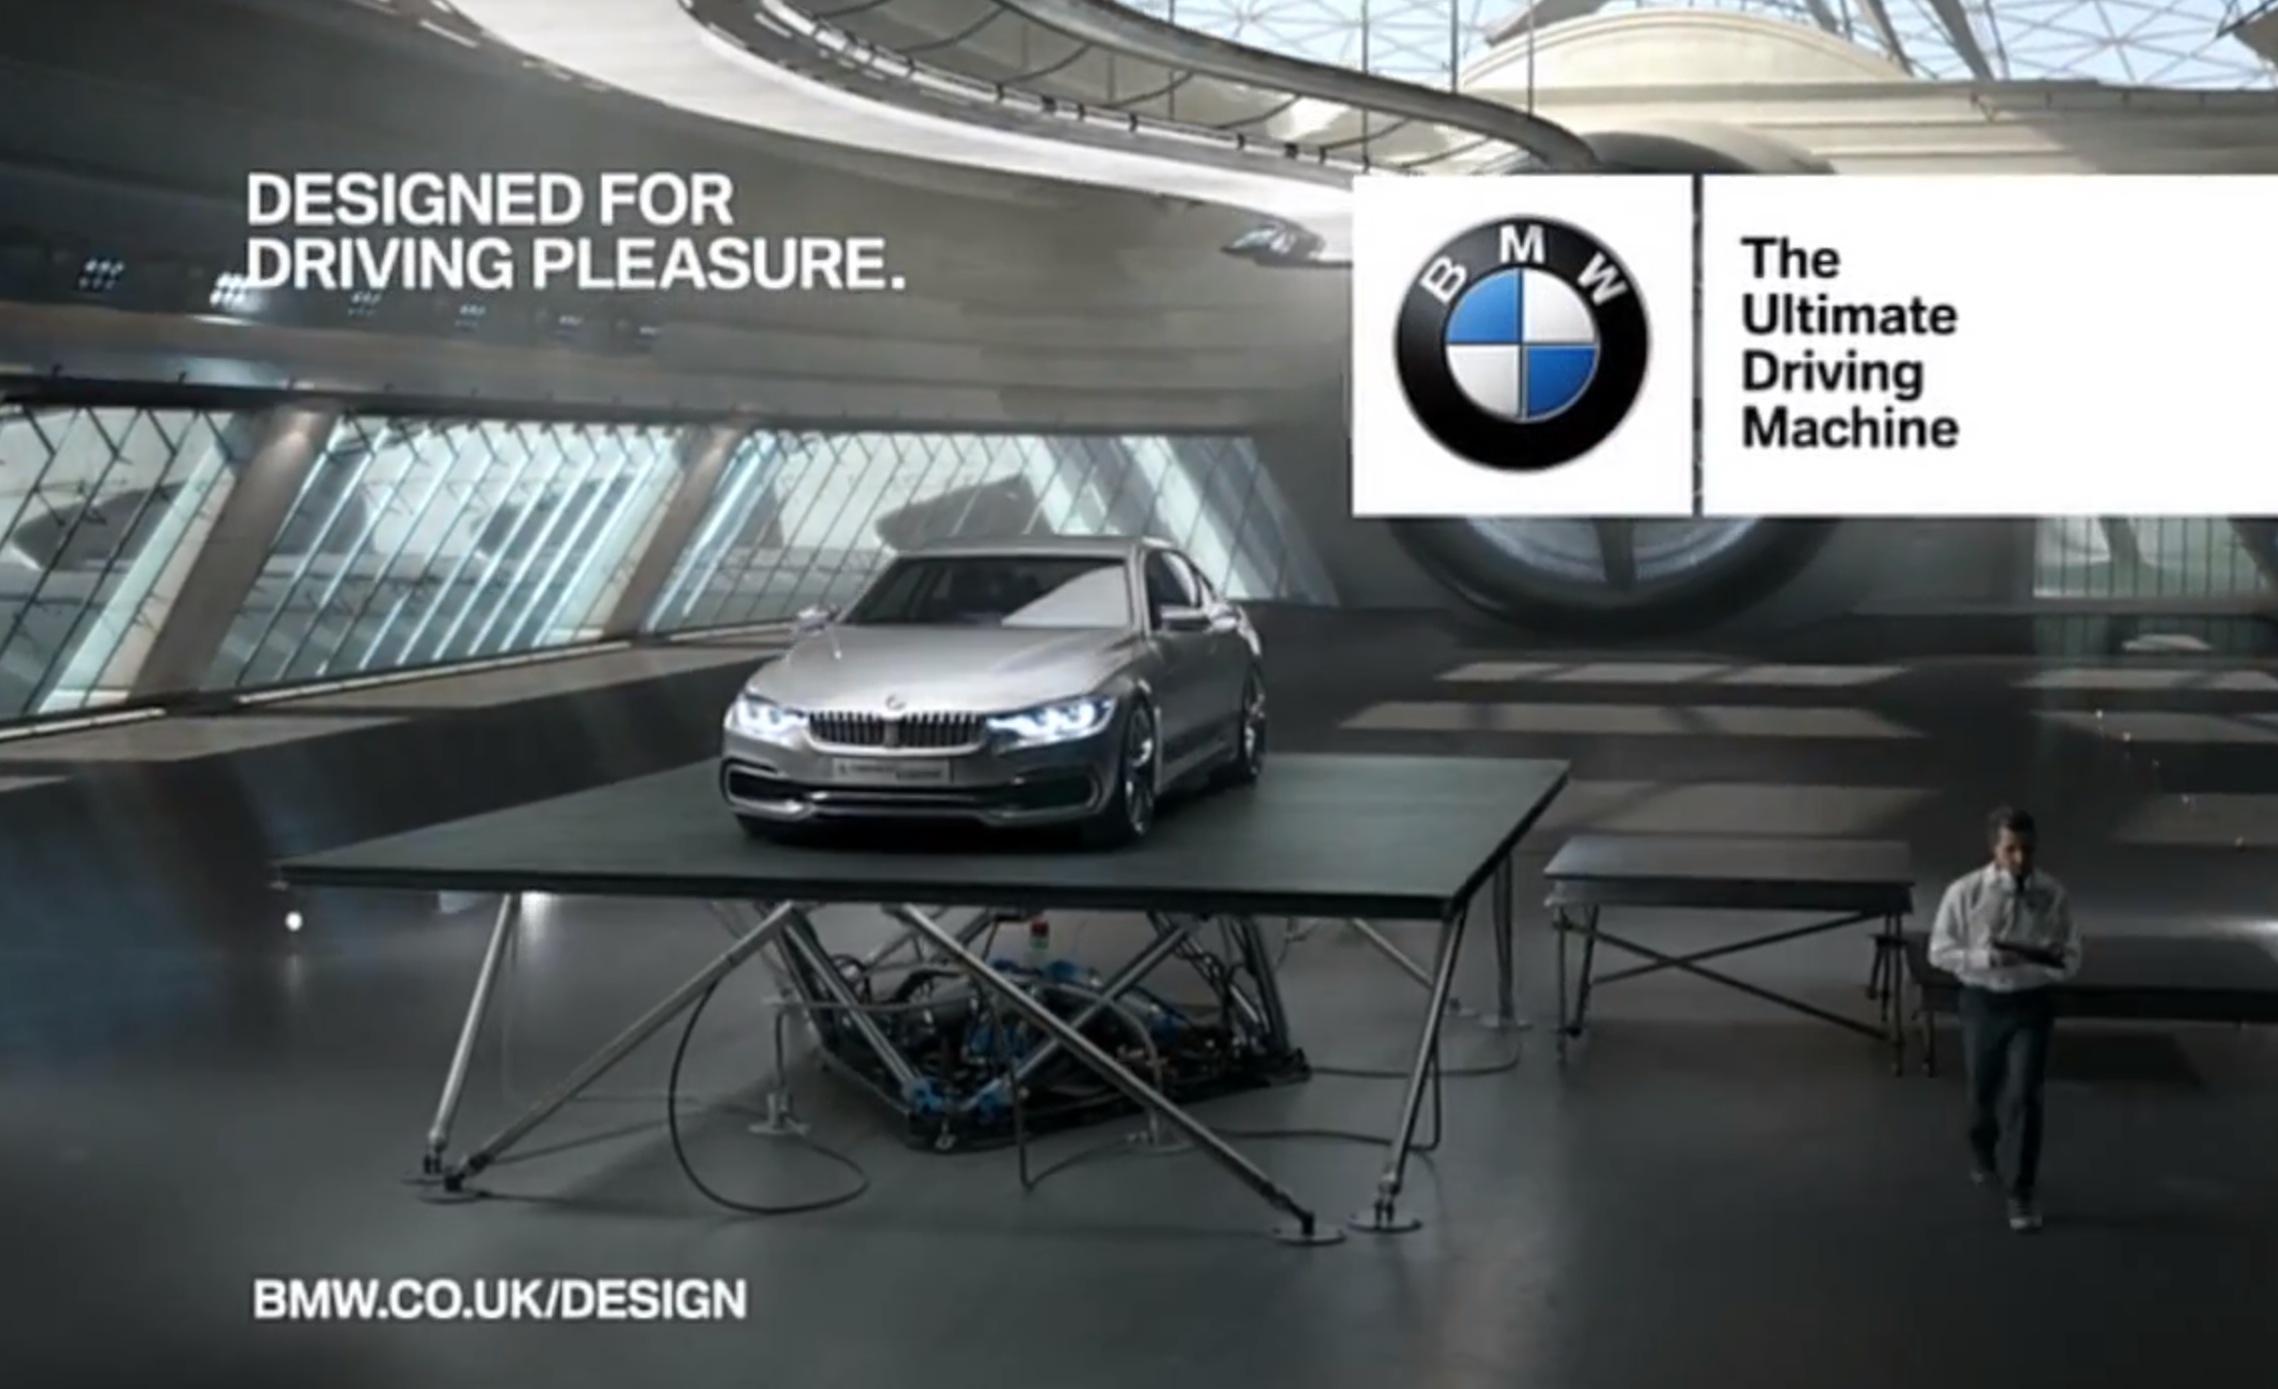 DESIGNED FOR
DRIVING PLEASURE.
BMW
The
Ultimate
Driving
Machine
BMW.CO.UK/DESIGN